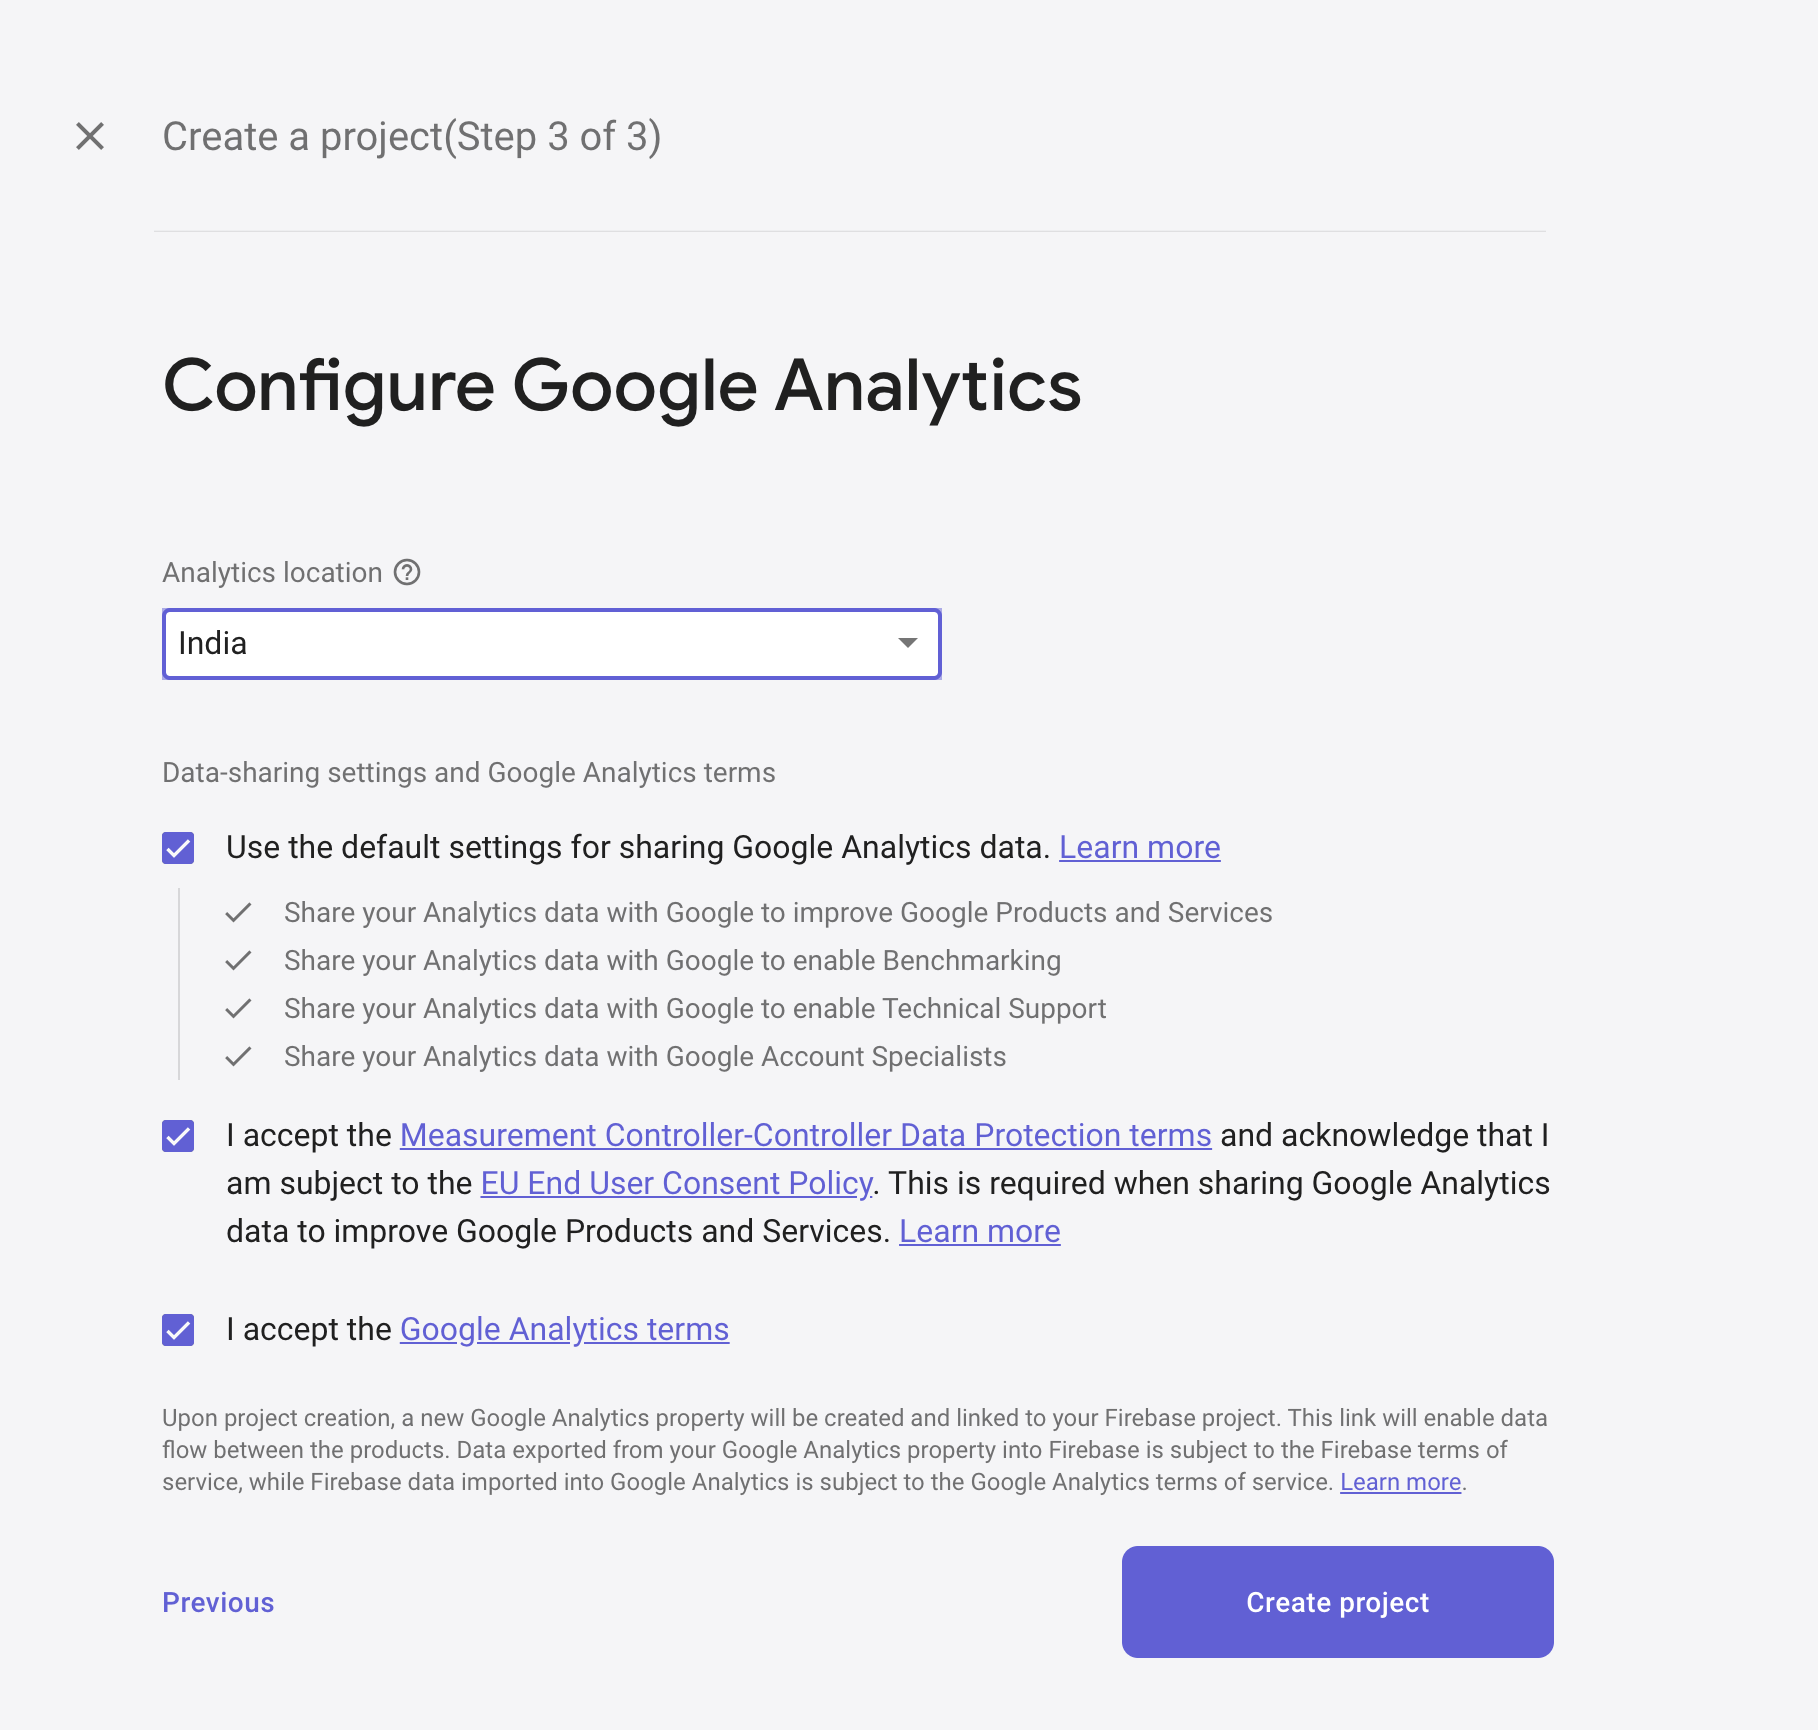 Create a project(Step 3 of 3)
Configure Google Analytics
Analytics location
India
Data-sharing settings and Google Analytics terms
Use the default settings for sharing Google Analytics data. Learn more
Share your Analytics data with Google to improve Google Products and Services
Share your Analytics data with Google to enable Benchmarking
Share your Analytics data with Google to enable Technical Support
Share your Analytics data with Google Account Specialists
I accept the Measurement Controller-Controller Data Protection terms and acknowledge that I
am subject to the EU End User Consent Policy. This is required when sharing Google Analytics
data to improve Google Products and Services. Learn more
I accept the Google Analytics terms
Upon project creation, a new Google Analytics property will be created and linked to your Firebase project. This link will enable data
flow between the products. Data exported from your Google Analytics property into Firebase is subject to the Firebase terms of
service, while Firebase data imported into Google Analytics is subject to the Google Analytics terms of service. Learn more.
Previous
Create project